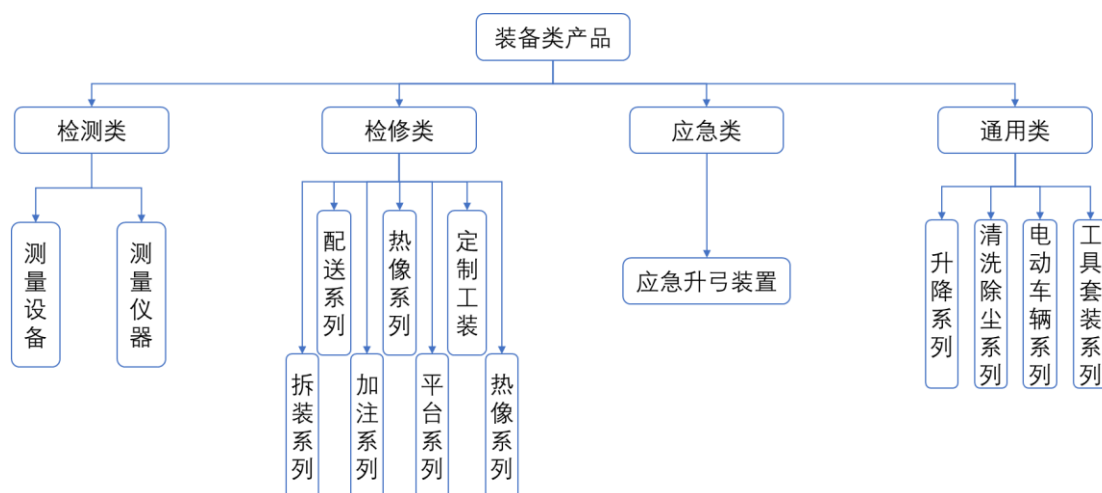 装备类产品
检测类
检修类
应急类
通用类
测量设备
测量仪器
配送系列
热像系列
定制工装
拆装系列
加注系列
平台系列
热像系列
应急升弓装置
升降系列
清洗除尘系列
电动车辆系列
工具套装系列